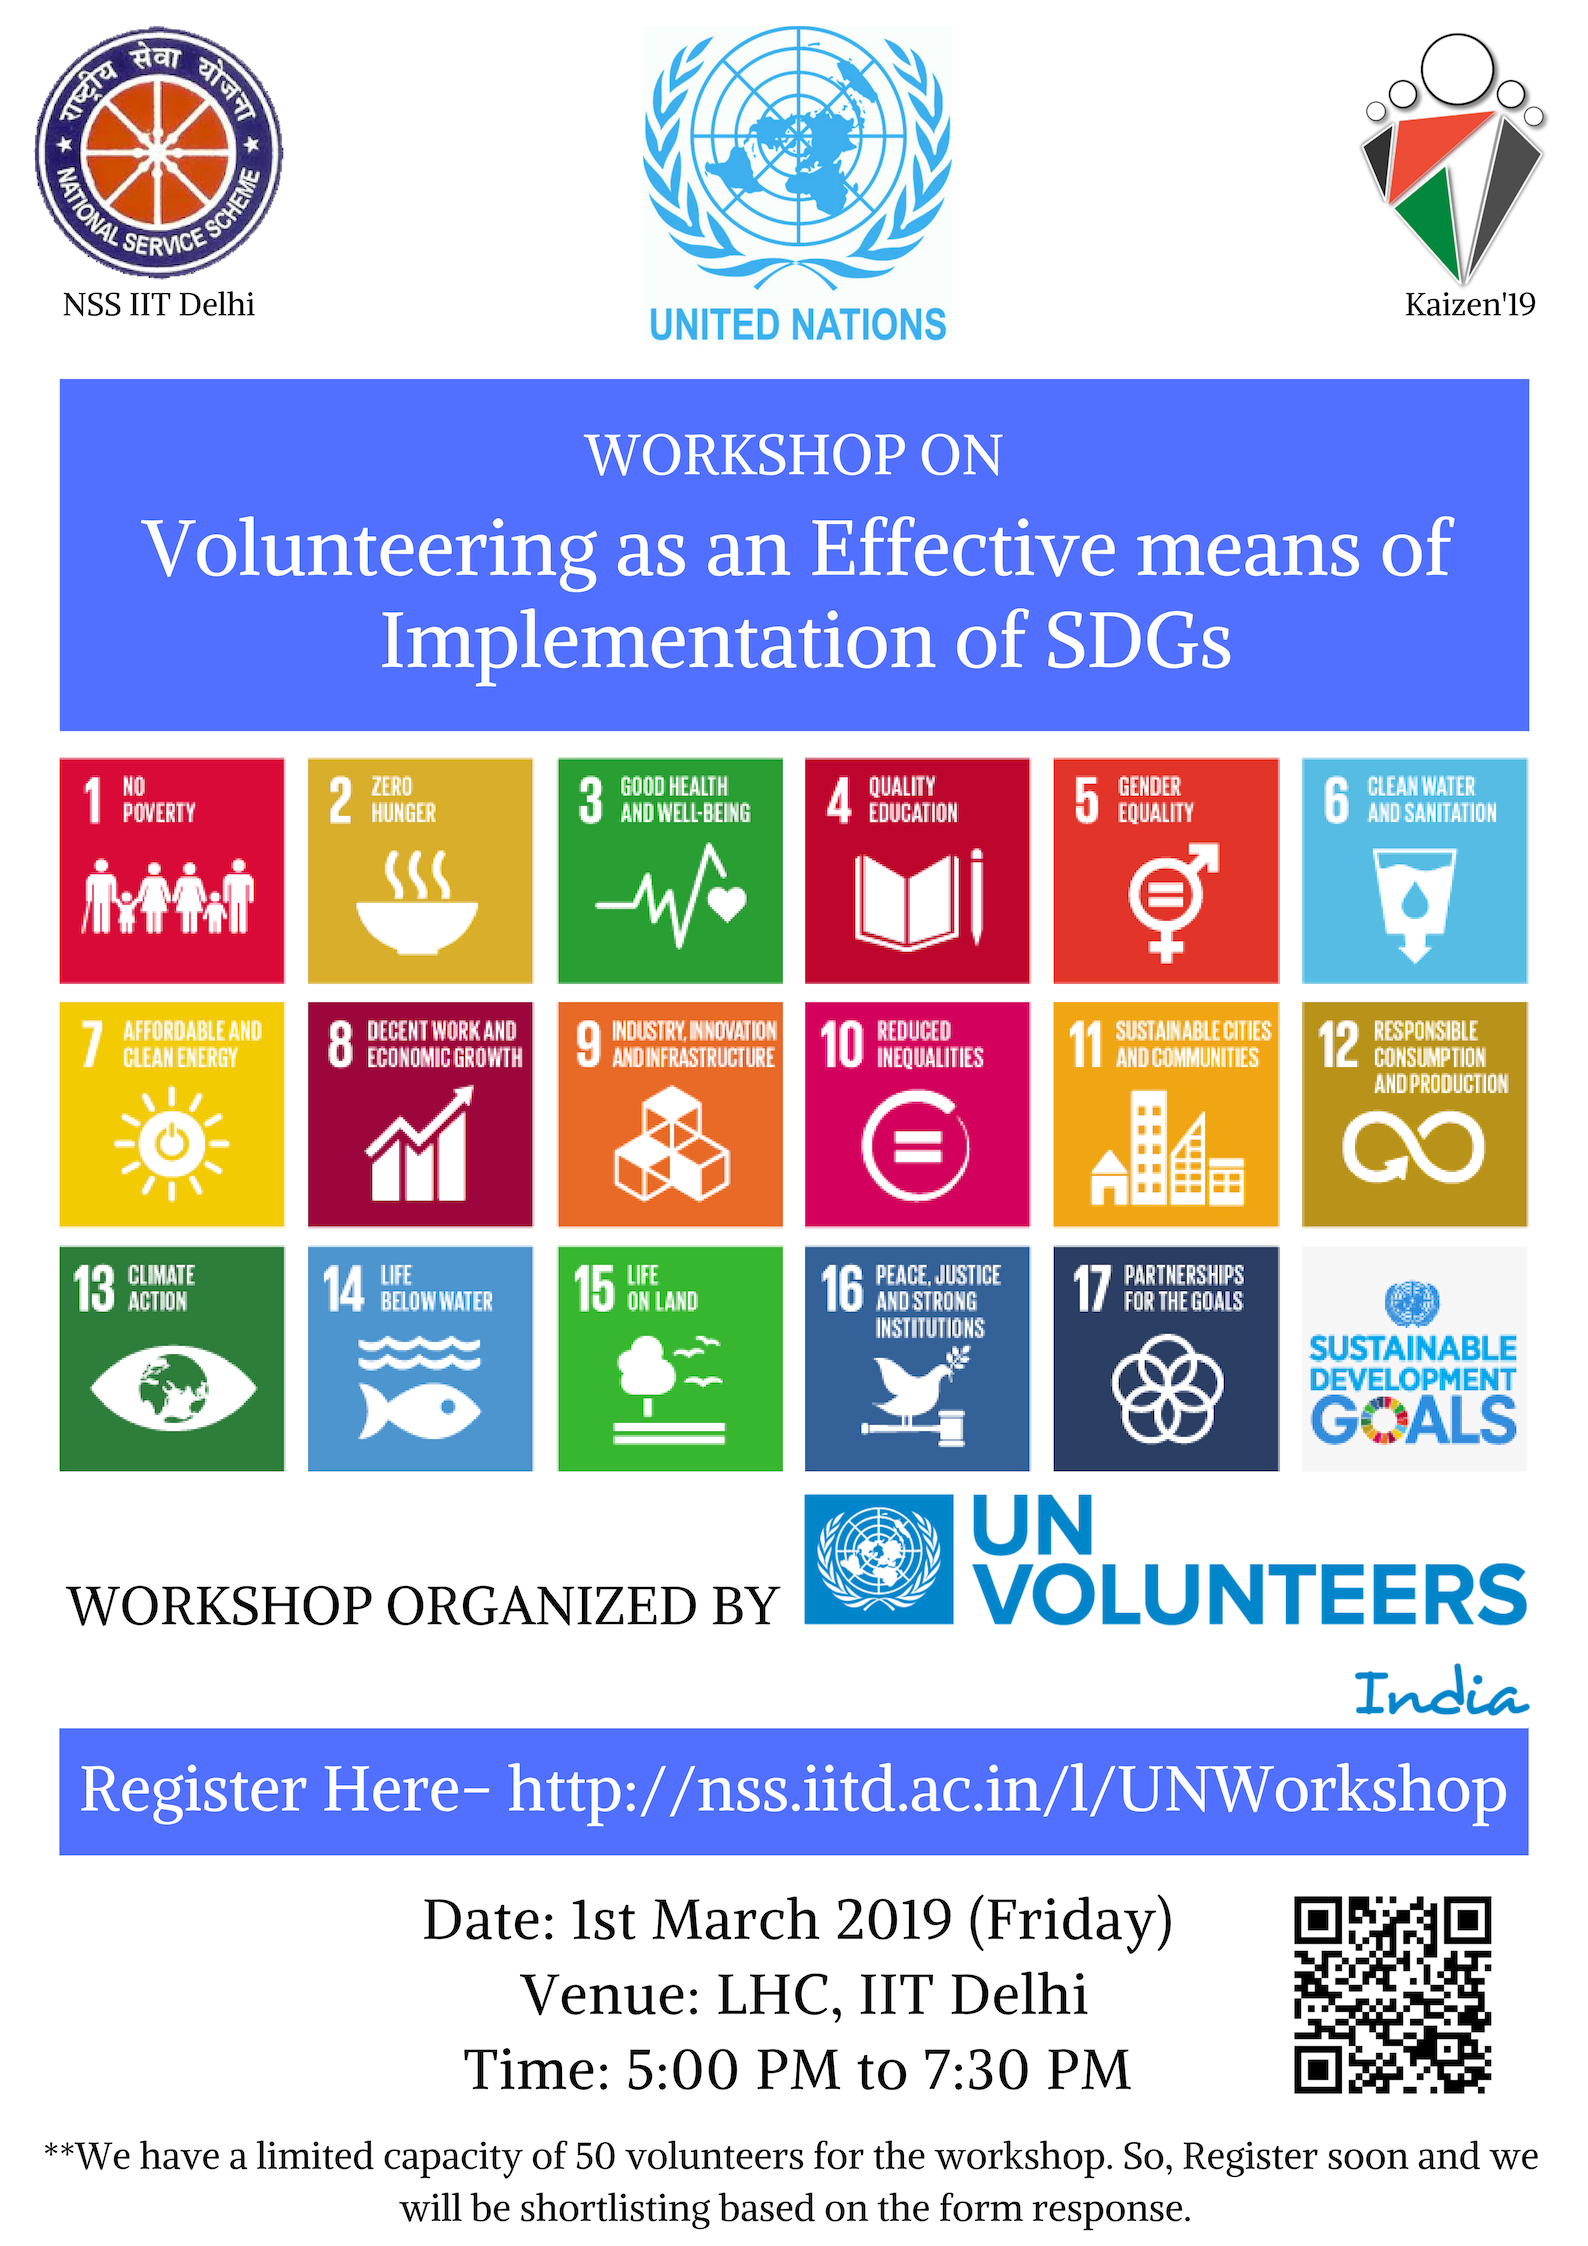 राष्ट्रीय सेवा योजना
NATIONAL SERVICE SCHEME
NSS IIT Delhi
UNITED NATIONS
Kaizen'19
WORKSHOP ON
Volunteering as an Effective means of
Implementation of SDGs
1 NO
POVERTY
2 ZERO
HUNGER
3 GOOD HEALTH
AND WELL-BEING
4 QUALITY
EDUCATION
5 GENDER
EQUALITY
6 CLEAN WATER
AND SANITATION
7 AFFORDABLE AND
CLEAN ENERGY
8 DECENT WORK AND
ECONOMIC GROWTH
9 INDUSTRY, INNOVATION
AND INFRASTRUCTURE
10 REDUCED
INEQUALITIES
11 SUSTAINABLE CITIES
AND COMMUNITIES
12 RESPONSIBLE
CONSUMPTION
AND PRODUCTION
13 CLIMATE
ACTION
14 LIFE
BELOW WATER
15 LIFE
ON LAND
16 PEACE, JUSTICE
AND STRONG
INSTITUTIONS
17 PARTNERSHIPS
FOR THE GOALS
SUSTAINABLE
DEVELOPMENT
GOALS
WORKSHOP ORGANIZED BY
UN
VOLUNTEERS
India
Register Here- http://nss.iitd.ac.in/l/UNWorkshop
Date: 1st March 2019 (Friday)
Venue: LHC, IIT Delhi
Time: 5:00 PM to 7:30 PM
**We have a limited capacity of 50 volunteers for the workshop. So, Register soon and we
will be shortlisting based on the form response.